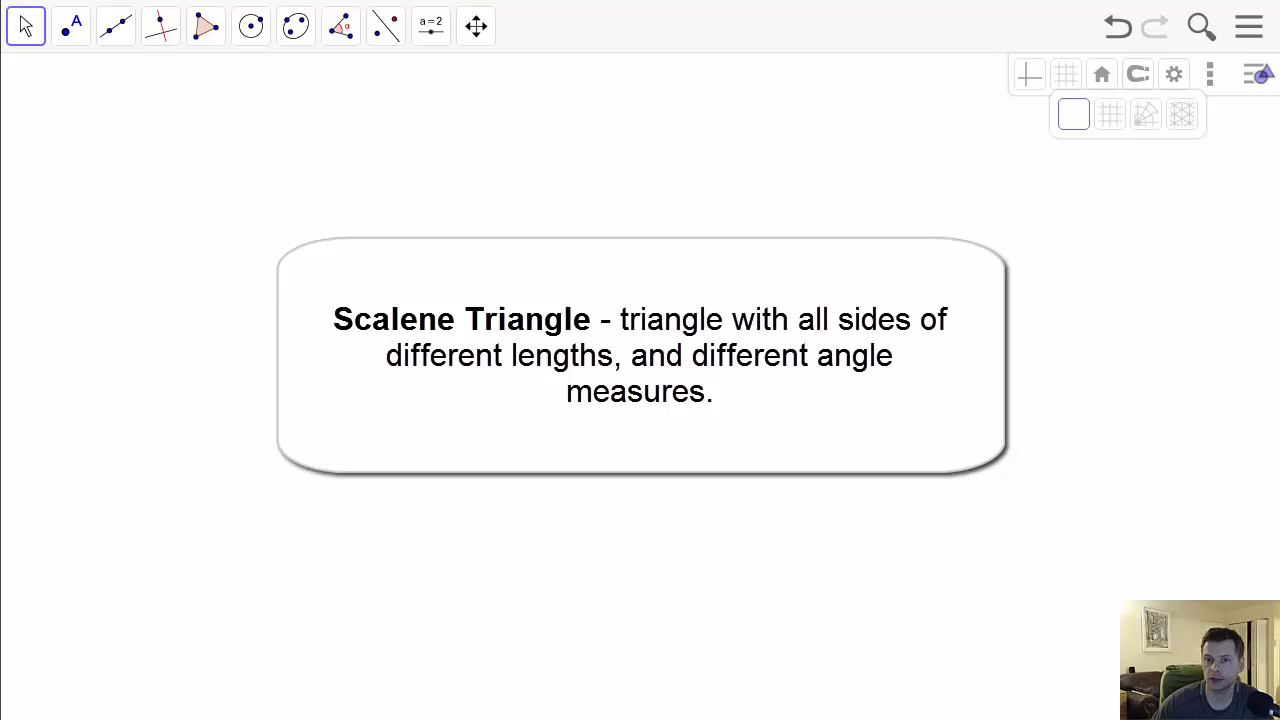 A
α
a=2
Scalene Triangle - triangle with all sides of
different lengths, and different angle
measures.